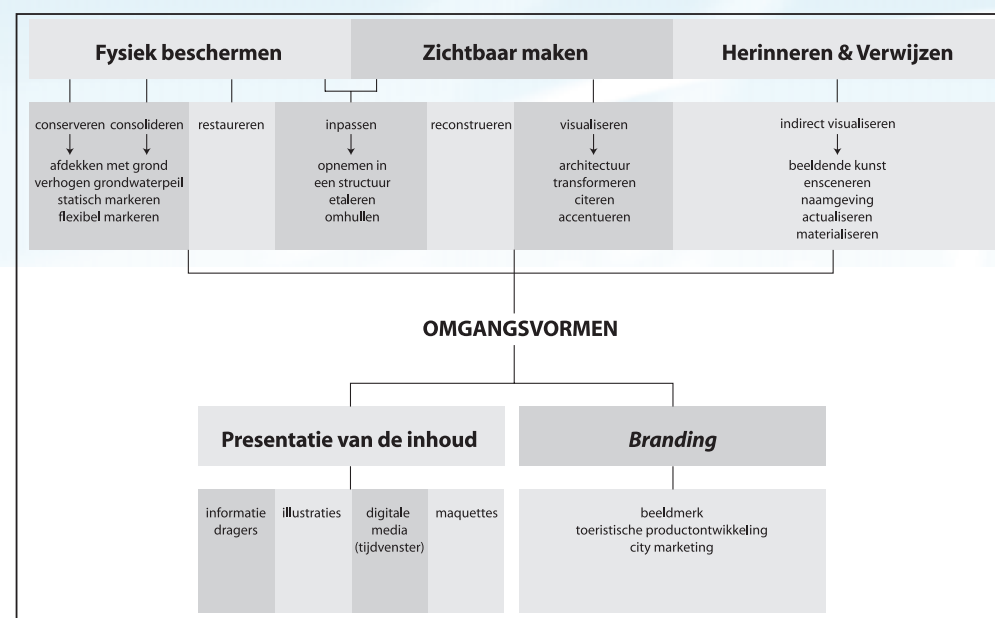 Fysiek beschermen
Zichtbaar maken
Herinneren & Verwijzen
conserveren
consolideren
afdekken met grond
verhogen grondwaterpeil
statisch markeren
flexibel markeren
restaureren
inpassen
opnemen in
een structuur
etaleren
omhullen
reconstrueren
visualiseren
architectuur
transformeren
citeren
accentueren
indirect visualiseren
beeldende kunst
ensceneren
naamgeving
actualiseren
materialiseren
OMGANGSVORMEN
Presentatie van de inhoud
Branding
informatie
dragers
illustraties
digitale
media
(tijdvenster)
maquettes
beeldmerk
toeristische productontwikkeling
city marketing